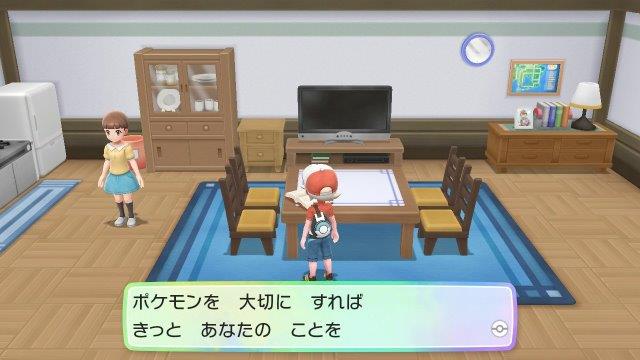 ポケモンを　大切に　すれば
きっと　あなたの　ことを